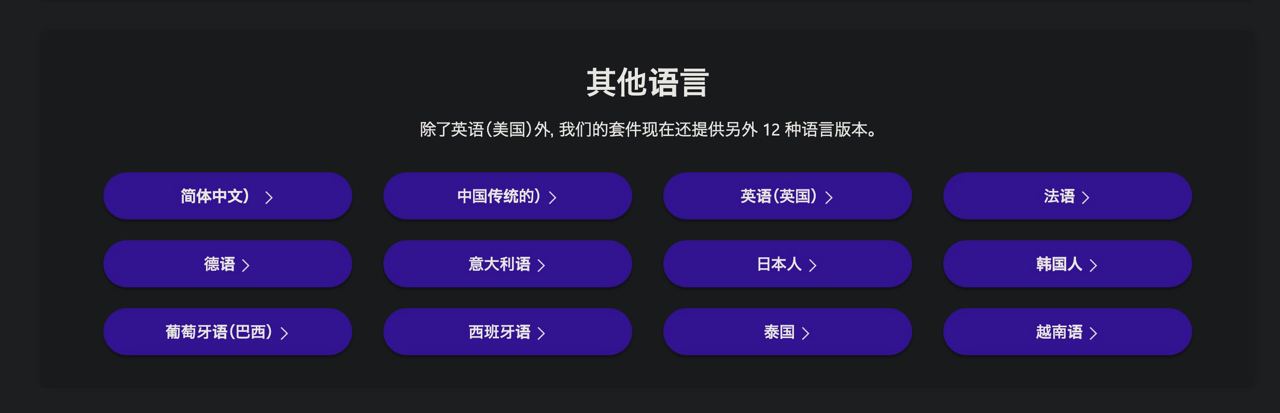 其他语言
除了英语(美国)外, 我们的套件现在还提供另外 12 种语言版本。
简体中文) 
中国传统的)
英语(英国)
法语
德语
意大利语
日本人
韩国人
葡萄牙语(巴西)
西班牙语
泰国
越南语